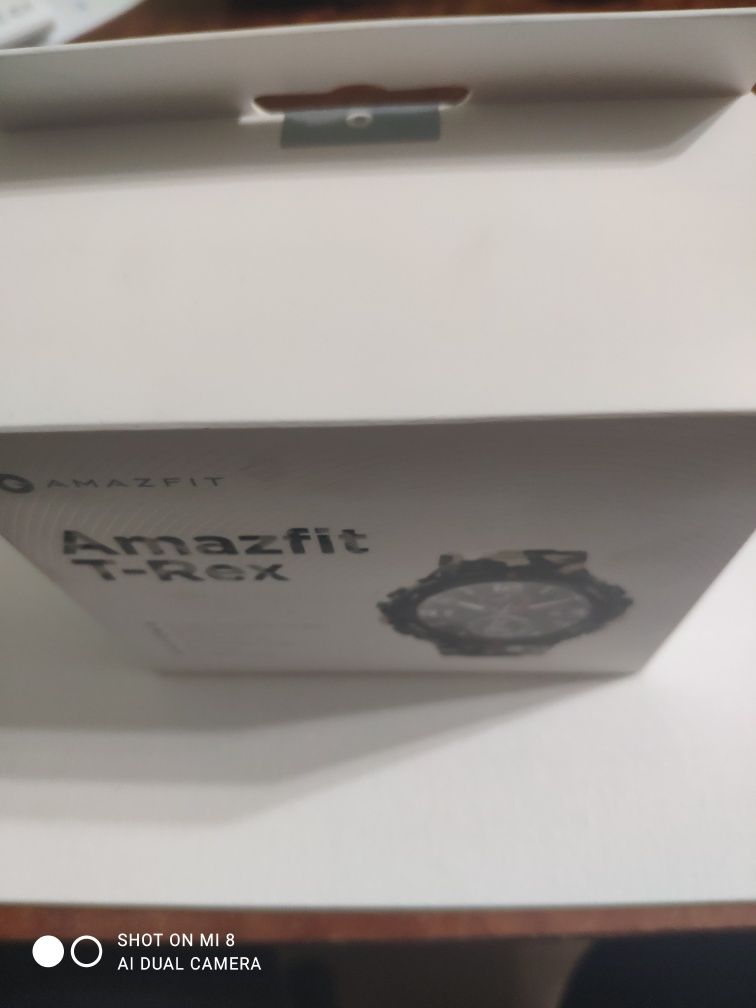 AMAZFIT
Amazfit
T-Rex
SHOT ON MI 8
AI DUAL CAMERA